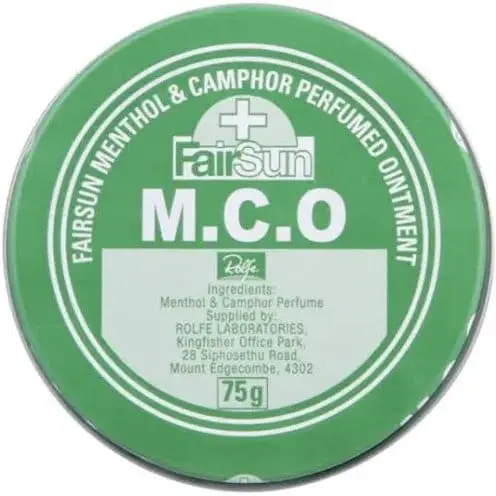 FAIRSUN MENTHOL & CAMPHOR PERFUMED OINTMENT
FairSun
M.C.O
Rolfe
Ingredients:
Menthol & Camphor Perfume
Supplied by:
ROLFE LABORATORIES,
Kingfisher Office Park,
28 Siphosethu Road,
Mount Edgecombe, 4302
75g